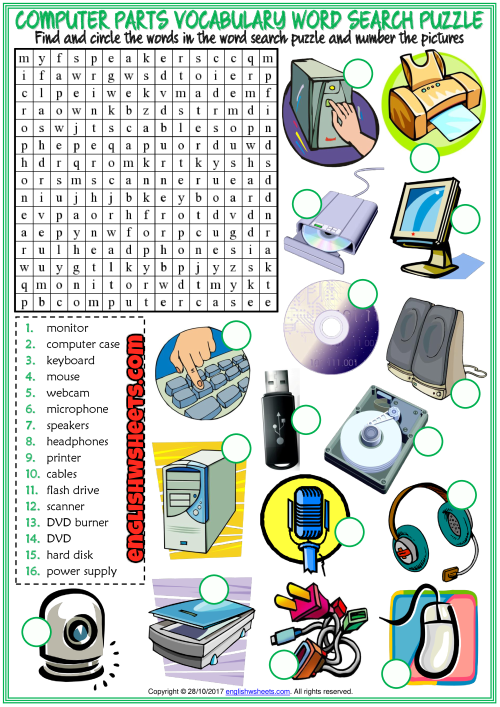 COMPUTER PARTS VOCABULARY WORD SEARCH PUZZLE
Find and circle the words in the word search puzzle and number the pictures
m y f s p e a k e r s c c q m
i f a w r g w s d t o i e r p
c l p e i w e k v m a d e m f
r a o w n k b z d s t r m d i
o s w j t s c a b l e s o p n
p h e p e q a p u o r d u w d
h d r q r o m k r t k y s h s
o r s m s c a n n e r u e a d
n i u j h j b k e y b o a r d
e v p a o r h f r o t d v d n
a e p y n w f o r p c u g d r
r u l h e a d p h o n e s i a
w u y g t l k y b p j y z s k
q m o n i t o r w d t m y k t
p b c o m p u t e r c a s e e
1. monitor
2. computer case
3. keyboard
4. mouse
5. webcam
6. microphone
7. speakers
8. headphones
9. printer
10. cables
11. flash drive
12. scanner
13. DVD burner
14. DVD
15. hard disk
16. power supply
englishwsheets.com
Copyright © 28/10/2017 englishwsheets.com. All rights reserved.